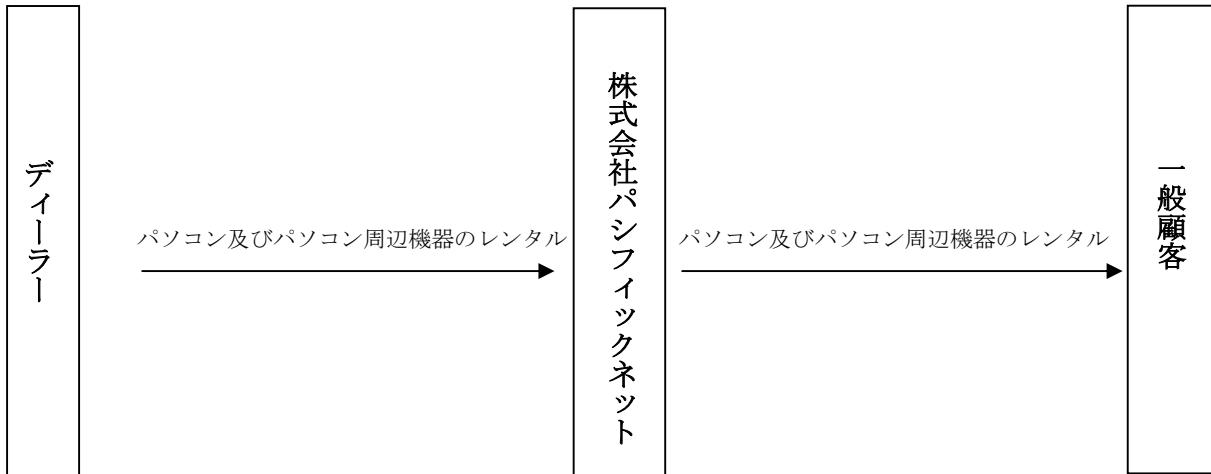 ディーラー
パソコン及びパソコン周辺機器のレンタル
株式会社パシフィックネット
パソコン及びパソコン周辺機器のレンタル
一般顧客